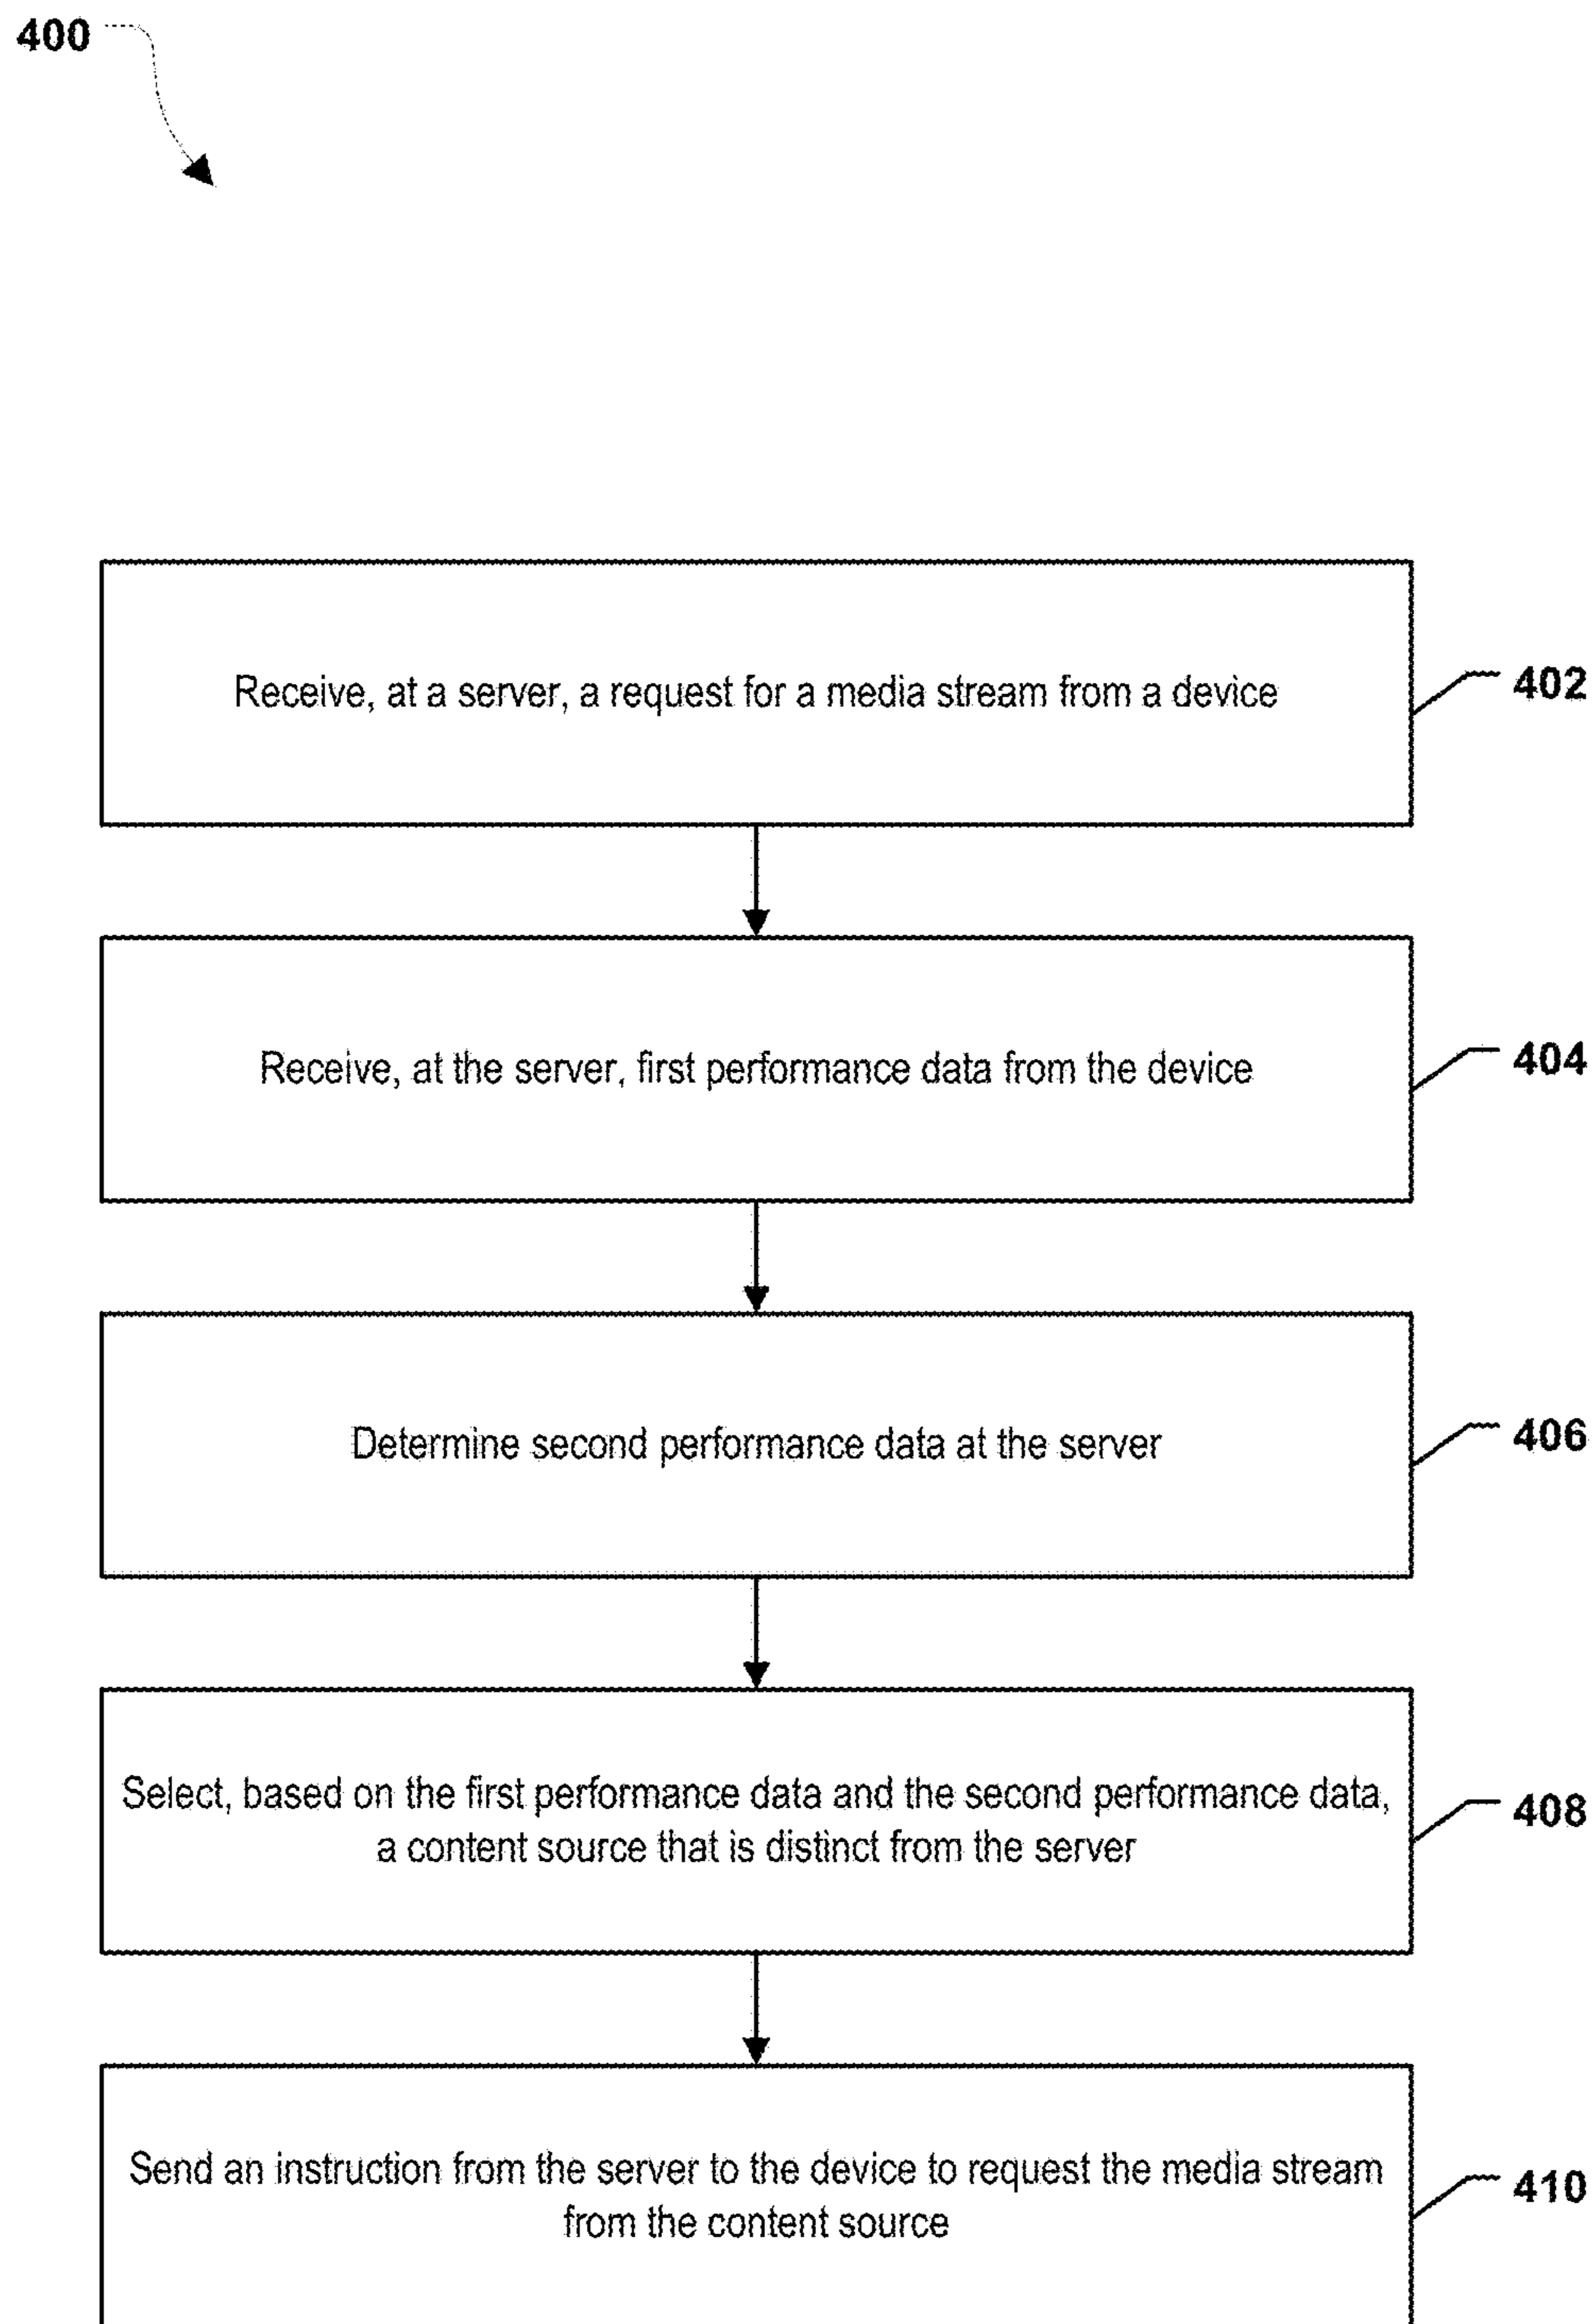 400
Receive, at a server, a request for a media stream from a device
402
Receive, at the server, first performance data from the device
404
Determine second performance data at the server
406
Select, based on the first performance data and the second performance data,
a content source that is distinct from the server
408
Send an instruction from the server to the device to request the media stream
from the content source
410